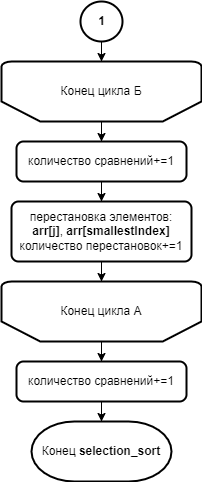 1
Конец цикла Б
количество сравнений+=1
перестановка элементов:
arr[j], arr[smallestIndex]
количество перестановок+=1
Конец цикла А
количество сравнений+=1
Конец selection_sort